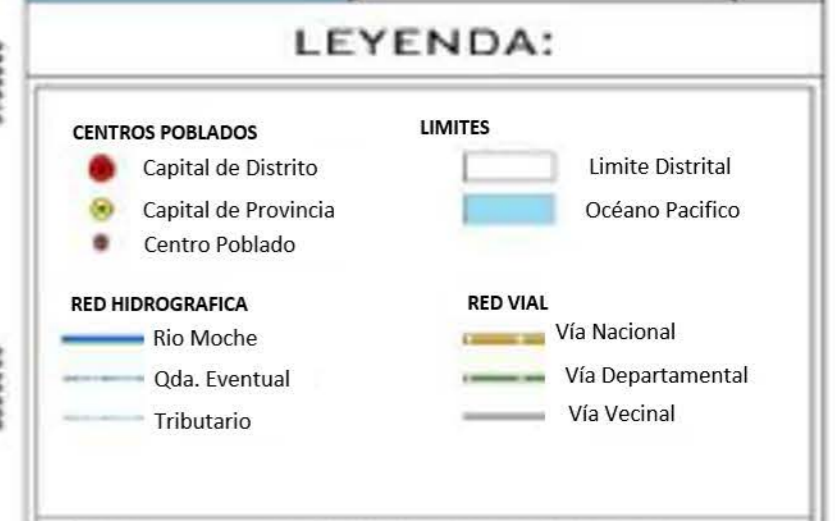 LEYENDA:
CENTROS POBLADOS
Capital de Distrito
Capital de Provincia
Centro Poblado
LIMITES
Limite Distrital
Océano Pacifico
RED HIDROGRAFICA
Rio Moche
Qda. Eventual
Tributario
RED VIAL
Vía Nacional
Vía Departamental
Vía Vecinal